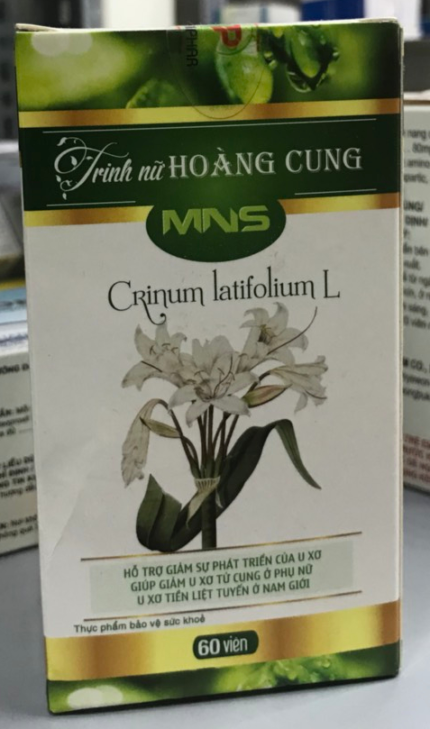 Trinh nữ HOÀNG CUNG
MNS
Crinum latifolium L
HỖ TRỢ GIẢM SỰ PHÁT TRIỂN CỦA U XƠ
GIÚP GIẢM U XƠ TỬ CUNG Ở PHỤ NỮ
U XƠ TIỀN LIỆT TUYẾN Ở NAM GIỚI
Thực phẩm bảo vệ sức khoẻ
60 viên